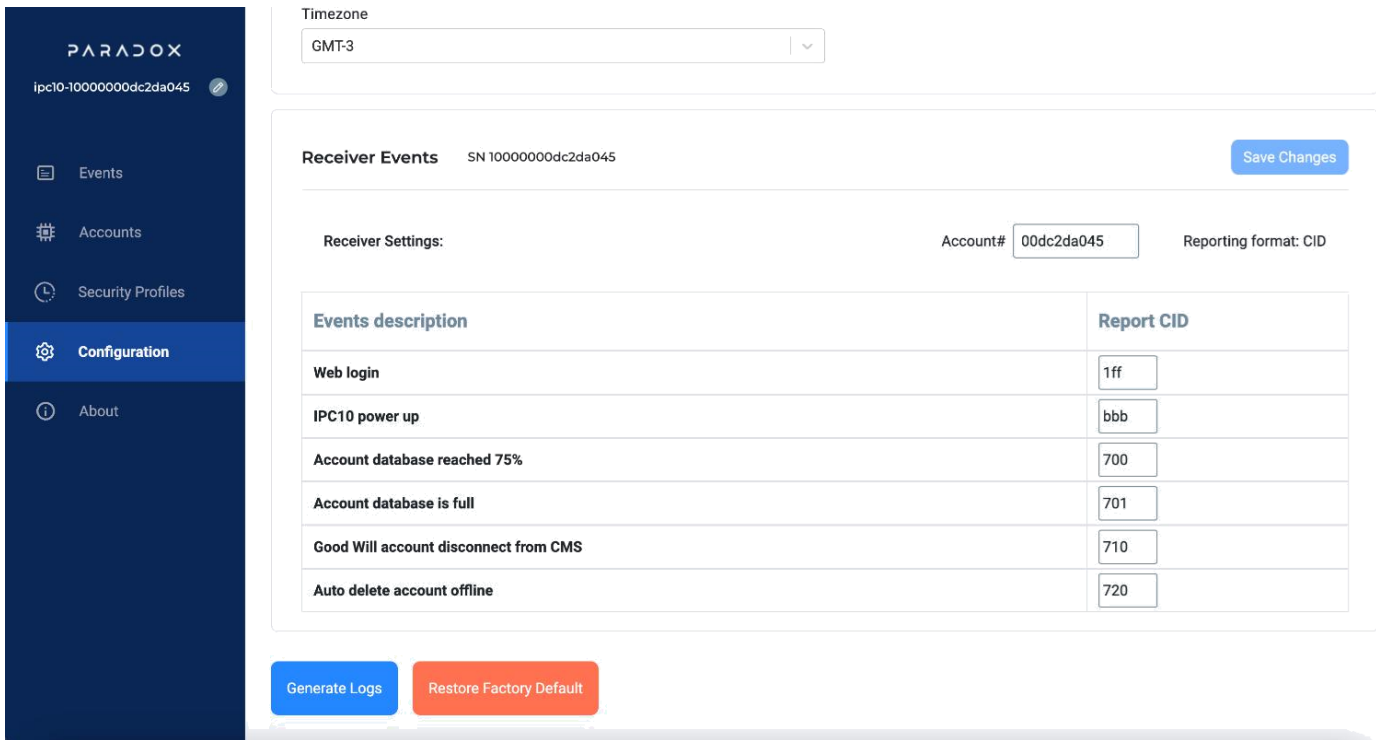 PARADOX
ipc10-10000000dc2da045
Events
Accounts
Security Profiles
Configuration
About
Timezone
GMT-3
Receiver Events SN 10000000dc2da045
Save Changes
Receiver Settings: Account# 00dc2da045 Reporting format: CID
Events description Report CID
Web login 1ff
IPC10 power up bbb
Account database reached 75% 700
Account database is full 701
Good Will account disconnect from CMS 710
Auto delete account offline 720
Generate Logs Restore Factory Default